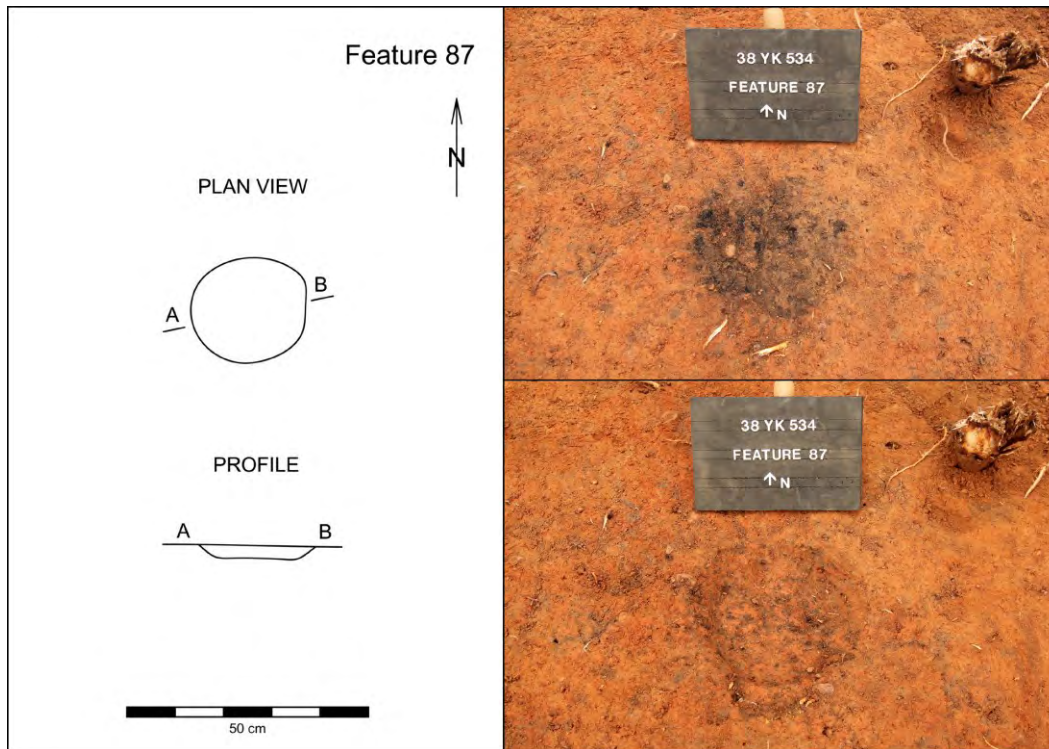 Feature 87
N
PLAN VIEW
A
B
PROFILE
A
B
50 cm
38 YK 534
FEATURE 87
↑ N
38 YK 534
FEATURE 87
↑ N